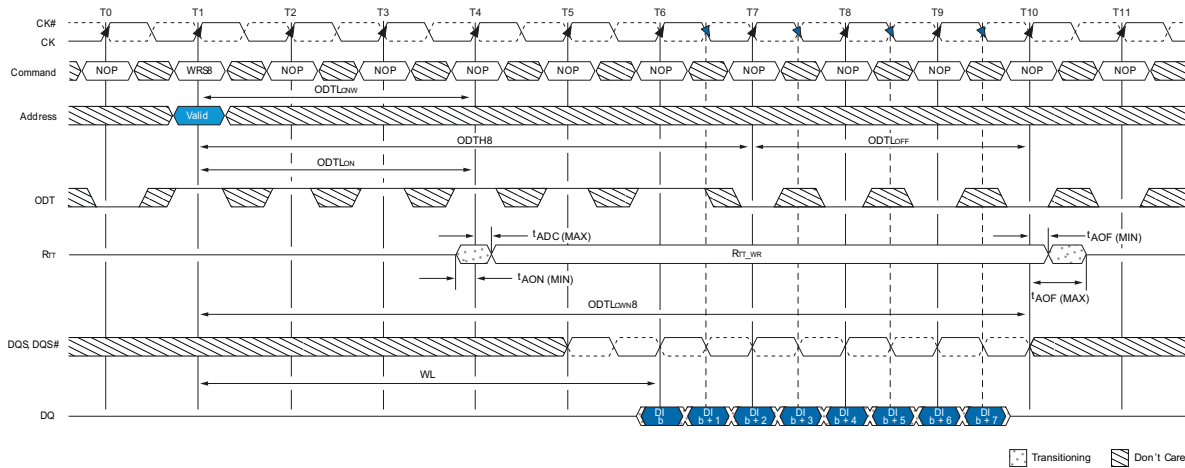 T0 T1 T2 T3 T4 T5 T6 T7 T8 T9 T10 T11
CK#
CK
Command NOP WRS8 NOP NOP NOP NOP NOP NOP NOP NOP NOP NOP
ODTLCNW
Address Valid
ODTH8 ODTLOFF
ODTLON
ODT
tADC (MAX) tAOF (MIN)
RTT RTT_WR
tAON (MIN) tAOF (MAX)
ODTLCWN8
DQS, DQS#
WL
DQ DI b DI b + 1 DI b + 2 DI b + 3 DI b + 4 DI b + 5 DI b + 6 DI b + 7
Transitioning Don't Care